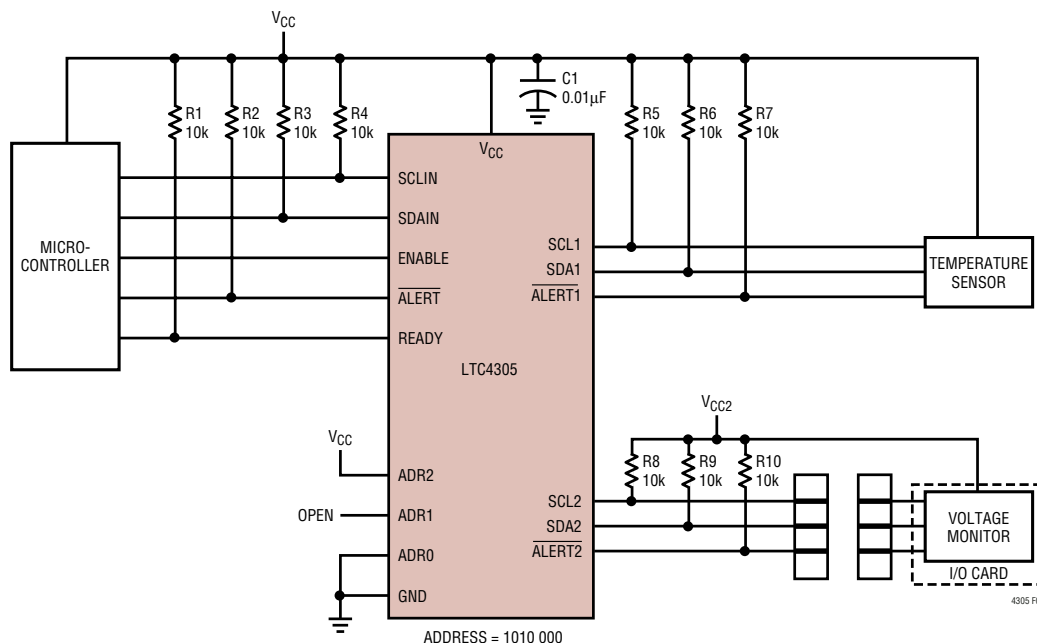 VCC
R1
10k
R2
10k
R3
10k
R4
10k
C1
0.01µF
R5
10k
R6
10k
R7
10k
MICRO-
CONTROLLER
VCC
SCLIN
SDAIN
ENABLE
ALERT
READY
LTC4305
SCL1
SDA1
ALERT1
TEMPERATURE
SENSOR
VCC
ADR2
OPEN
ADR1
ADR0
GND
VCC2
R8
10k
R9
10k
R10
10k
SCL2
SDA2
ALERT2
VOLTAGE
MONITOR
I/O CARD
4305
ADDRESS = 1010 000